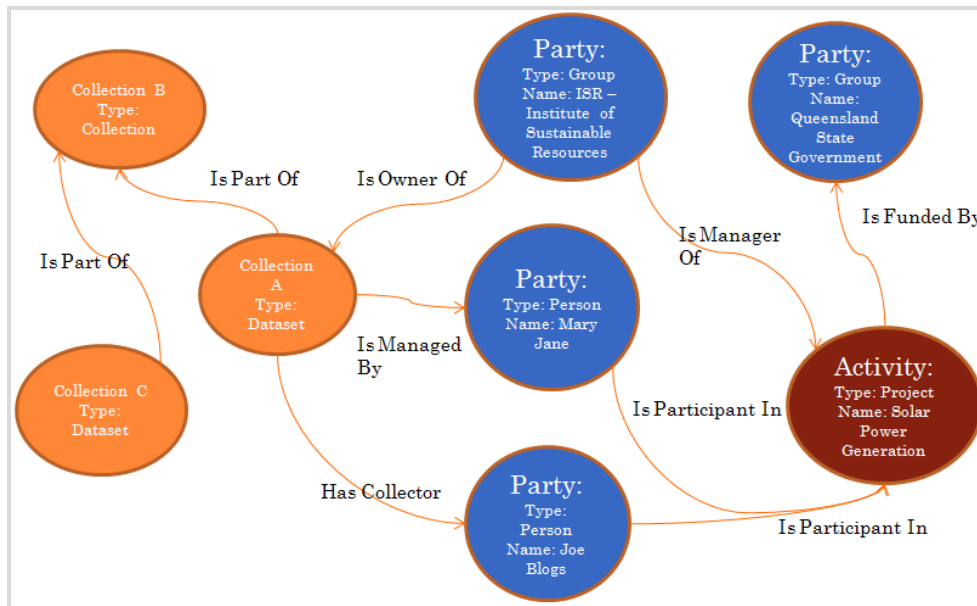 Collection B
Type:
Collection
Party:
Type: Group
Name: ISR –
Institute of
Sustainable
Resources
Party:
Type: Group
Name:
Queensland
State
Government
Is Part Of
Is Owner Of
Is Funded By
Is Manager
Of
Is Part Of
Collection
A
Type:
Dataset
Party:
Type: Person
Name: Mary
Jane
Is Managed
By
Collection C
Type:
Dataset
Is Participant In
Activity:
Type: Project
Name: Solar
Power
Generation
Has Collector
Party:
Type:
Person
Name: Joe
Blogs
Is Participant In